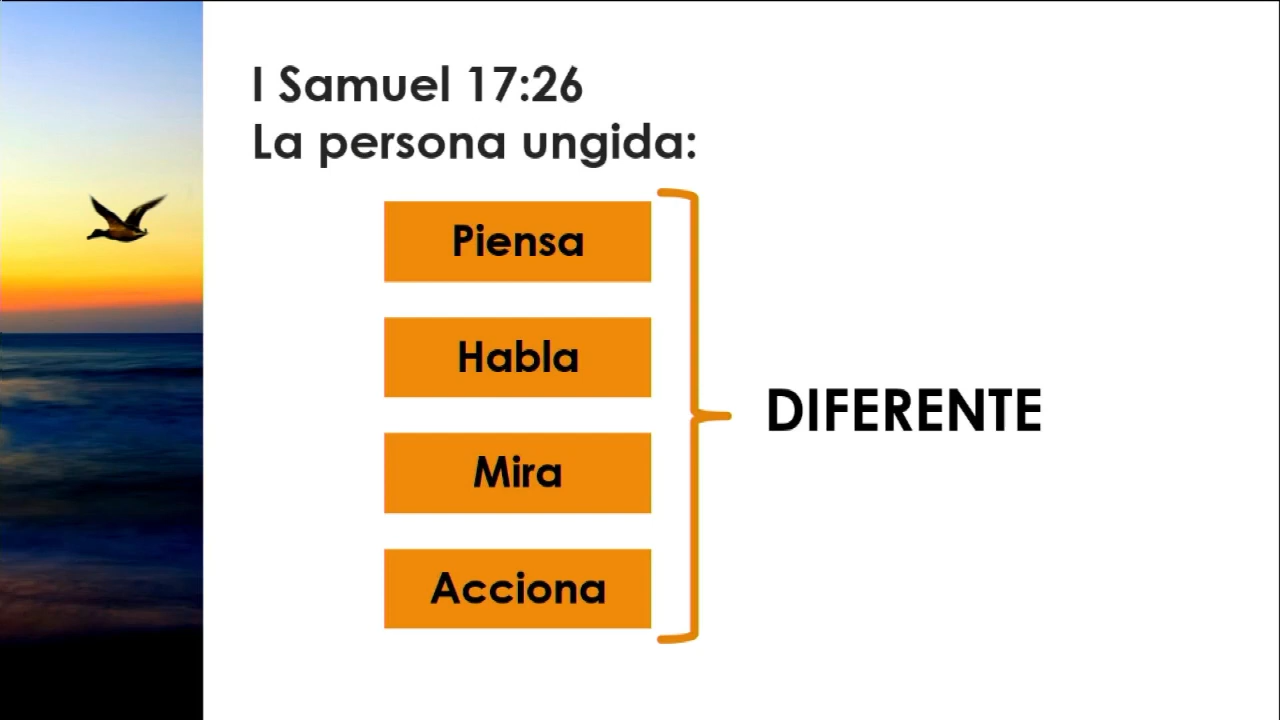 I Samuel 17:26
La persona ungida:
Piensa
Habla
Mira
Acciona
DIFERENTE